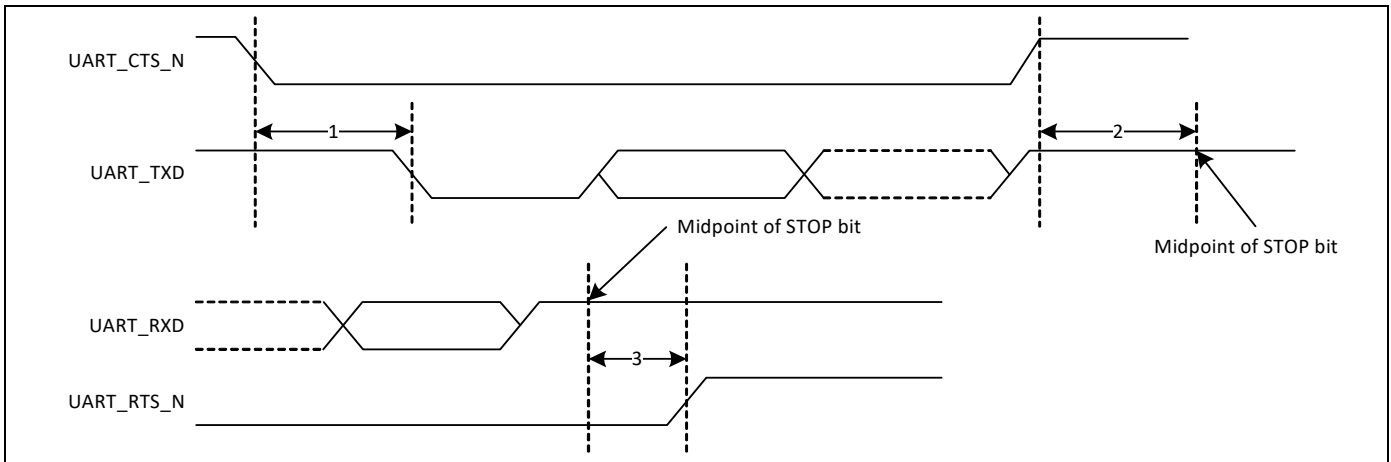 UART_CTS_N
1
2
UART_TXD
Midpoint of STOP bit
Midpoint of STOP bit
UART_RXD
3
UART_RTS_N